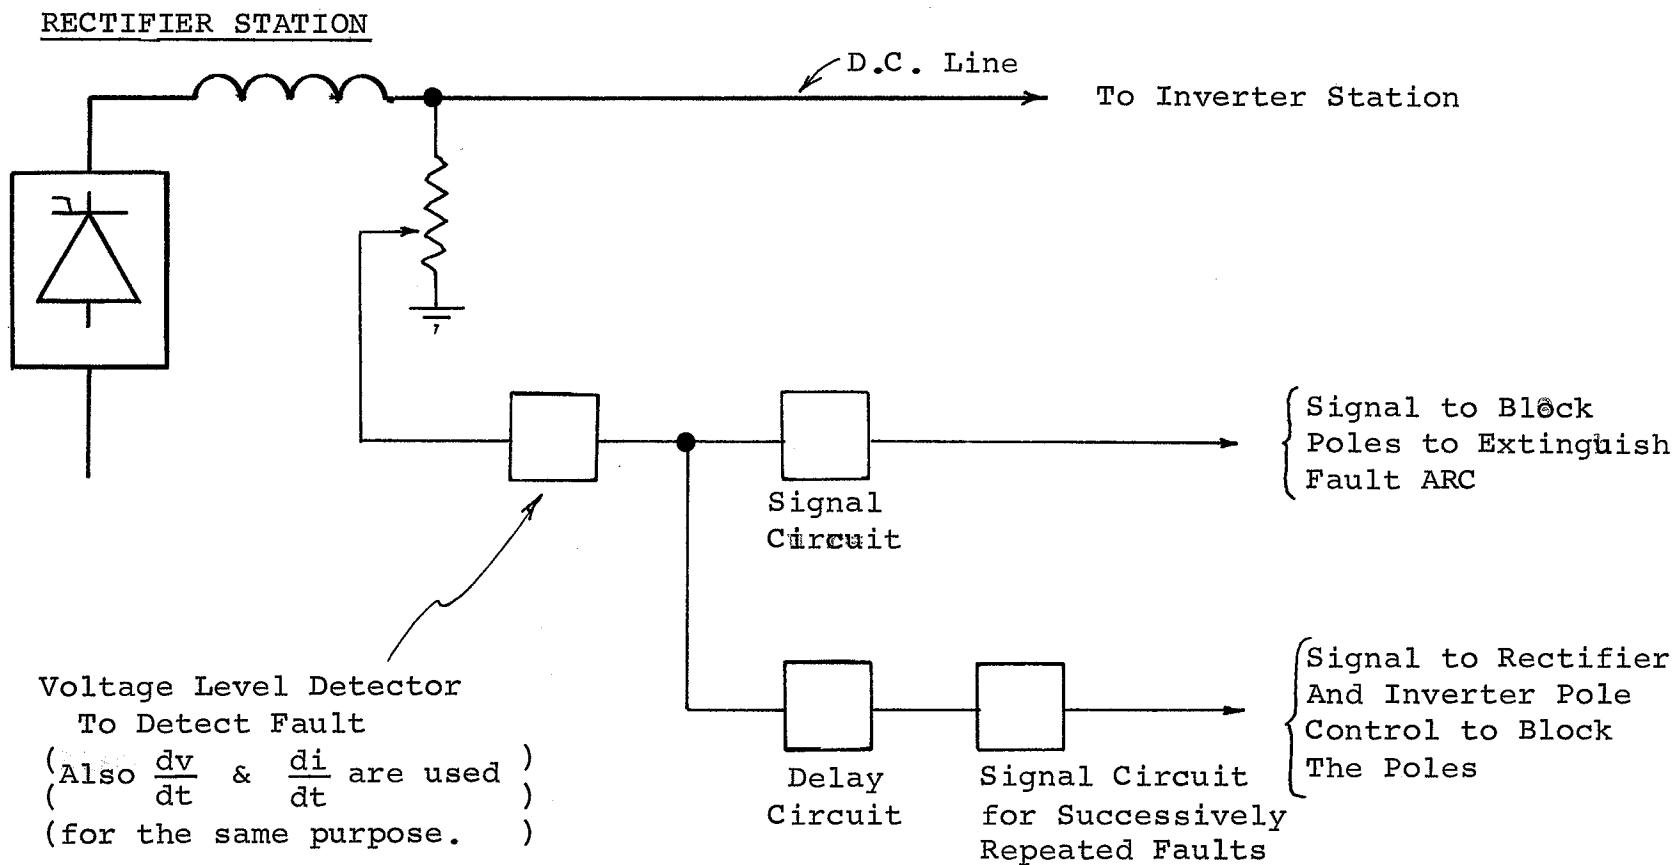 RECTIFIER STATION
D.C. Line
To Inverter Station
Signal to Block
Poles to Extinguish
Fault ARC
Signal
Circuit
Voltage Level Detector
To Detect Fault
(Also dv/dt & di/dt are used)
(for the same purpose. )
Delay
Circuit
Signal Circuit
for Successively
Repeated Faults
Signal to Rectifier
And Inverter Pole
Control to Block
The Poles